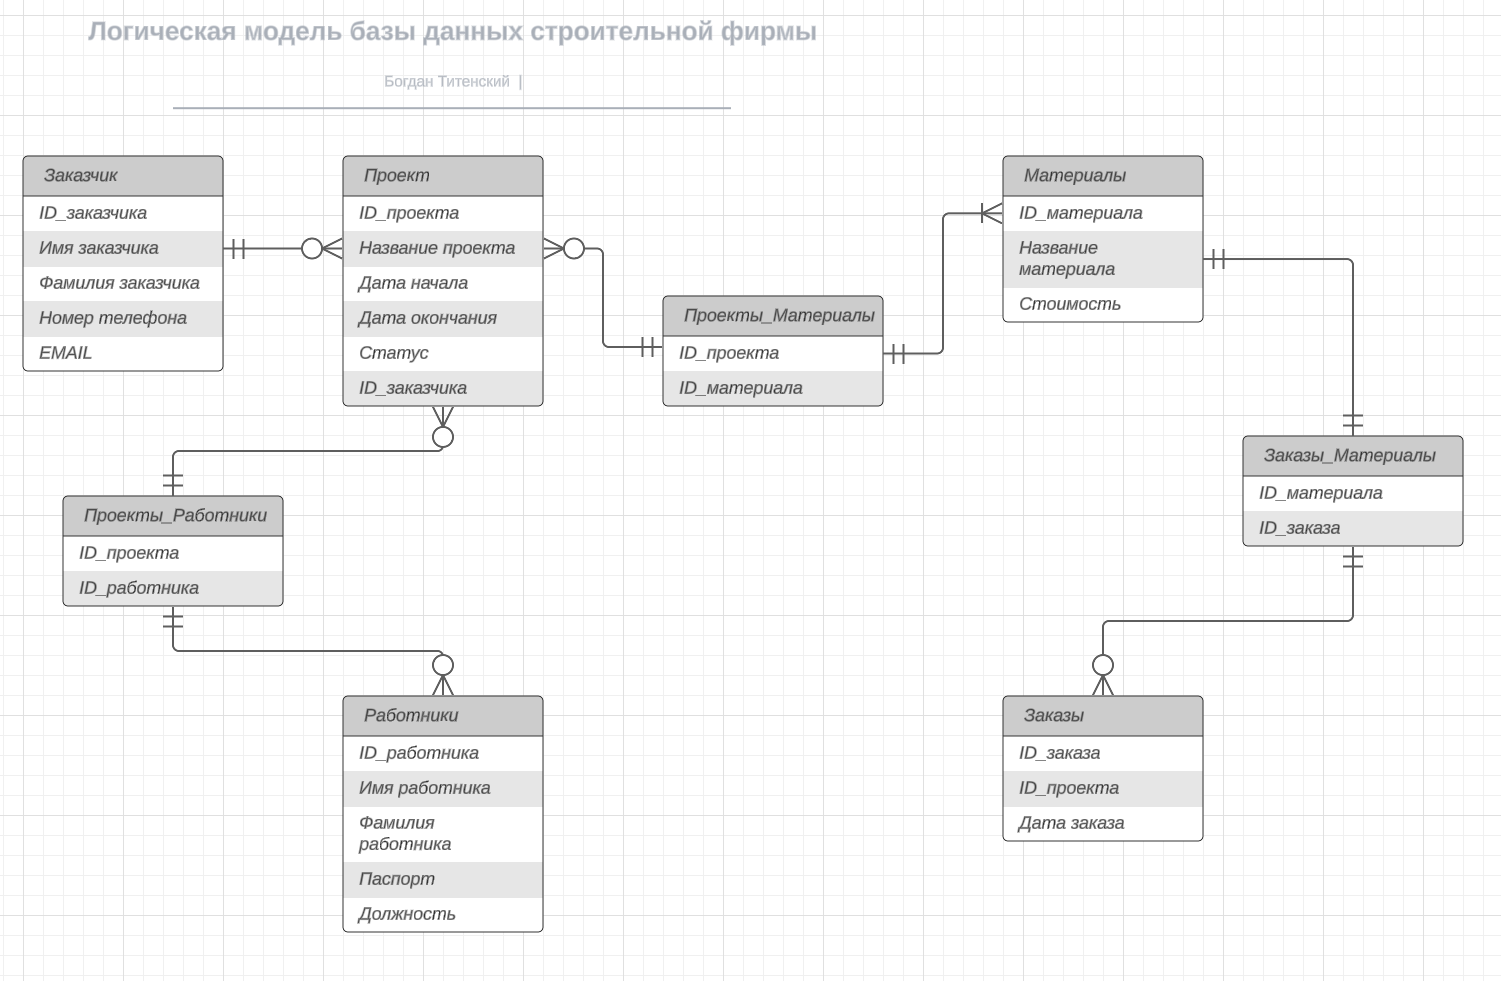 Логическая модель базы данных строительной фирмы
Богдан Титенский |
Заказчик
ID_заказчика
Имя заказчика
Фамилия заказчика
Номер телефона
EMAIL
Проект
ID_проекта
Название проекта
Дата начала
Дата окончания
Статус
ID_заказчика
Проекты_Материалы
ID_проекта
ID_материала
Материалы
ID_материала
Название
материала
Стоимость
Заказы_Материалы
ID_материала
ID_заказа
Проекты_Работники
ID_проекта
ID_работника
Работники
ID_работника
Имя работника
Фамилия
работника
Паспорт
Должность
Заказы
ID_заказа
ID_проекта
Дата заказа